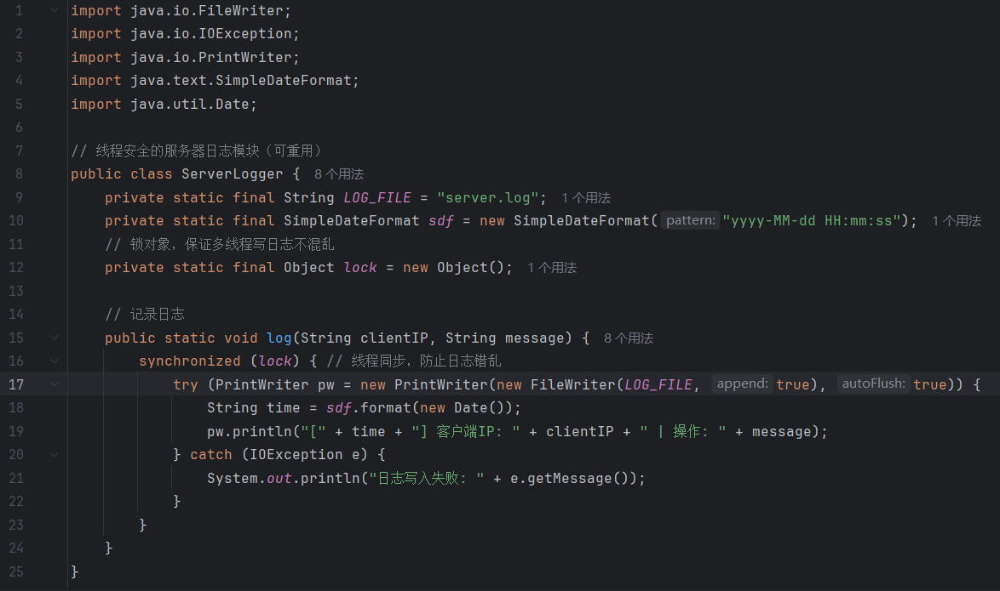 1 import java.io.FileWriter;
2 import java.io.IOException;
3 import java.io.PrintWriter;
4 import java.text.SimpleDateFormat;
5 import java.util.Date;
6
7 // 线程安全的服务器日志模块（可重用）
8 public class ServerLogger { 8 个用法
9     private static final String LOG_FILE = "server.log"; 1 个用法
10     private static final SimpleDateFormat sdf = new SimpleDateFormat( pattern: "yyyy-MM-dd HH:mm:ss"); 1 个用法
11     // 锁对象，保证多线程写日志不混乱
12     private static final Object lock = new Object(); 1 个用法
13
14     // 记录日志
15     public static void log(String clientIP, String message) { 8 个用法
16         synchronized (lock) { // 线程同步，防止日志错乱
17             try (PrintWriter pw = new PrintWriter(new FileWriter(LOG_FILE, append: true), autoFlush: true)) {
18                 String time = sdf.format(new Date());
19                 pw.println("[" + time + "] 客户端IP: " + clientIP + " | 操作: " + message);
20             } catch (IOException e) {
21                 System.out.println("日志写入失败: " + e.getMessage());
22             }
23         }
24     }
25 }